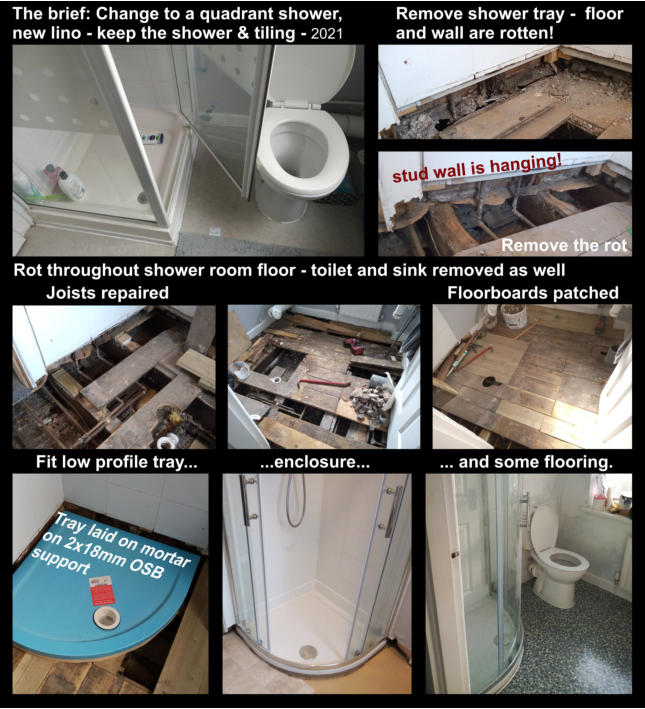 The brief: Change to a quadrant shower,
new lino - keep the shower & tiling - 2021
Remove shower tray -  floor
and wall are rotten!
stud wall is hanging!
Remove the rot
Rot throughout shower room floor - toilet and sink removed as well
Joists repaired
Floorboards patched
Fit low profile tray...
...enclosure...
... and some flooring.
Tray laid on mortar
on 2x18mm OSB
support